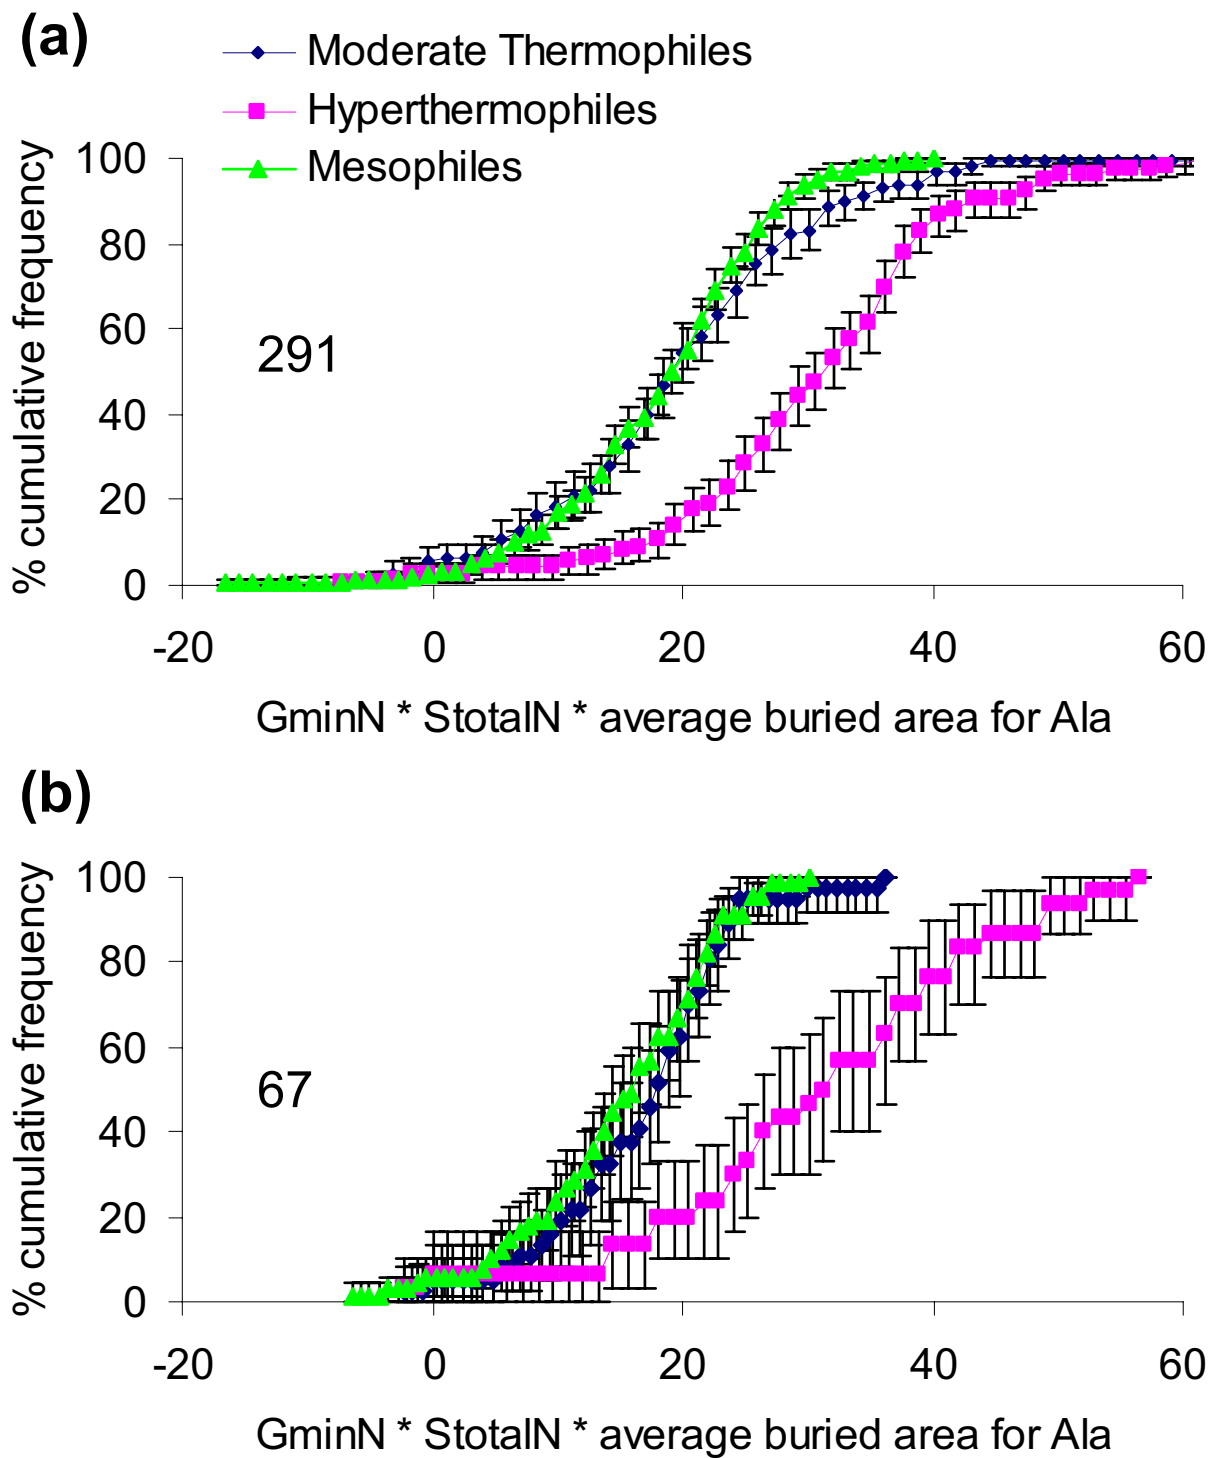 (a)
Moderate Thermophiles
Hyperthermophiles
Mesophiles
% cumulative frequency
100
80
60
40
20
0
291
-20 0 20 40 60
GminN * StotalN * average buried area for Ala
(b)
% cumulative frequency
100
80
60
40
20
0
67
-20 0 20 40 60
GminN * StotalN * average buried area for Ala